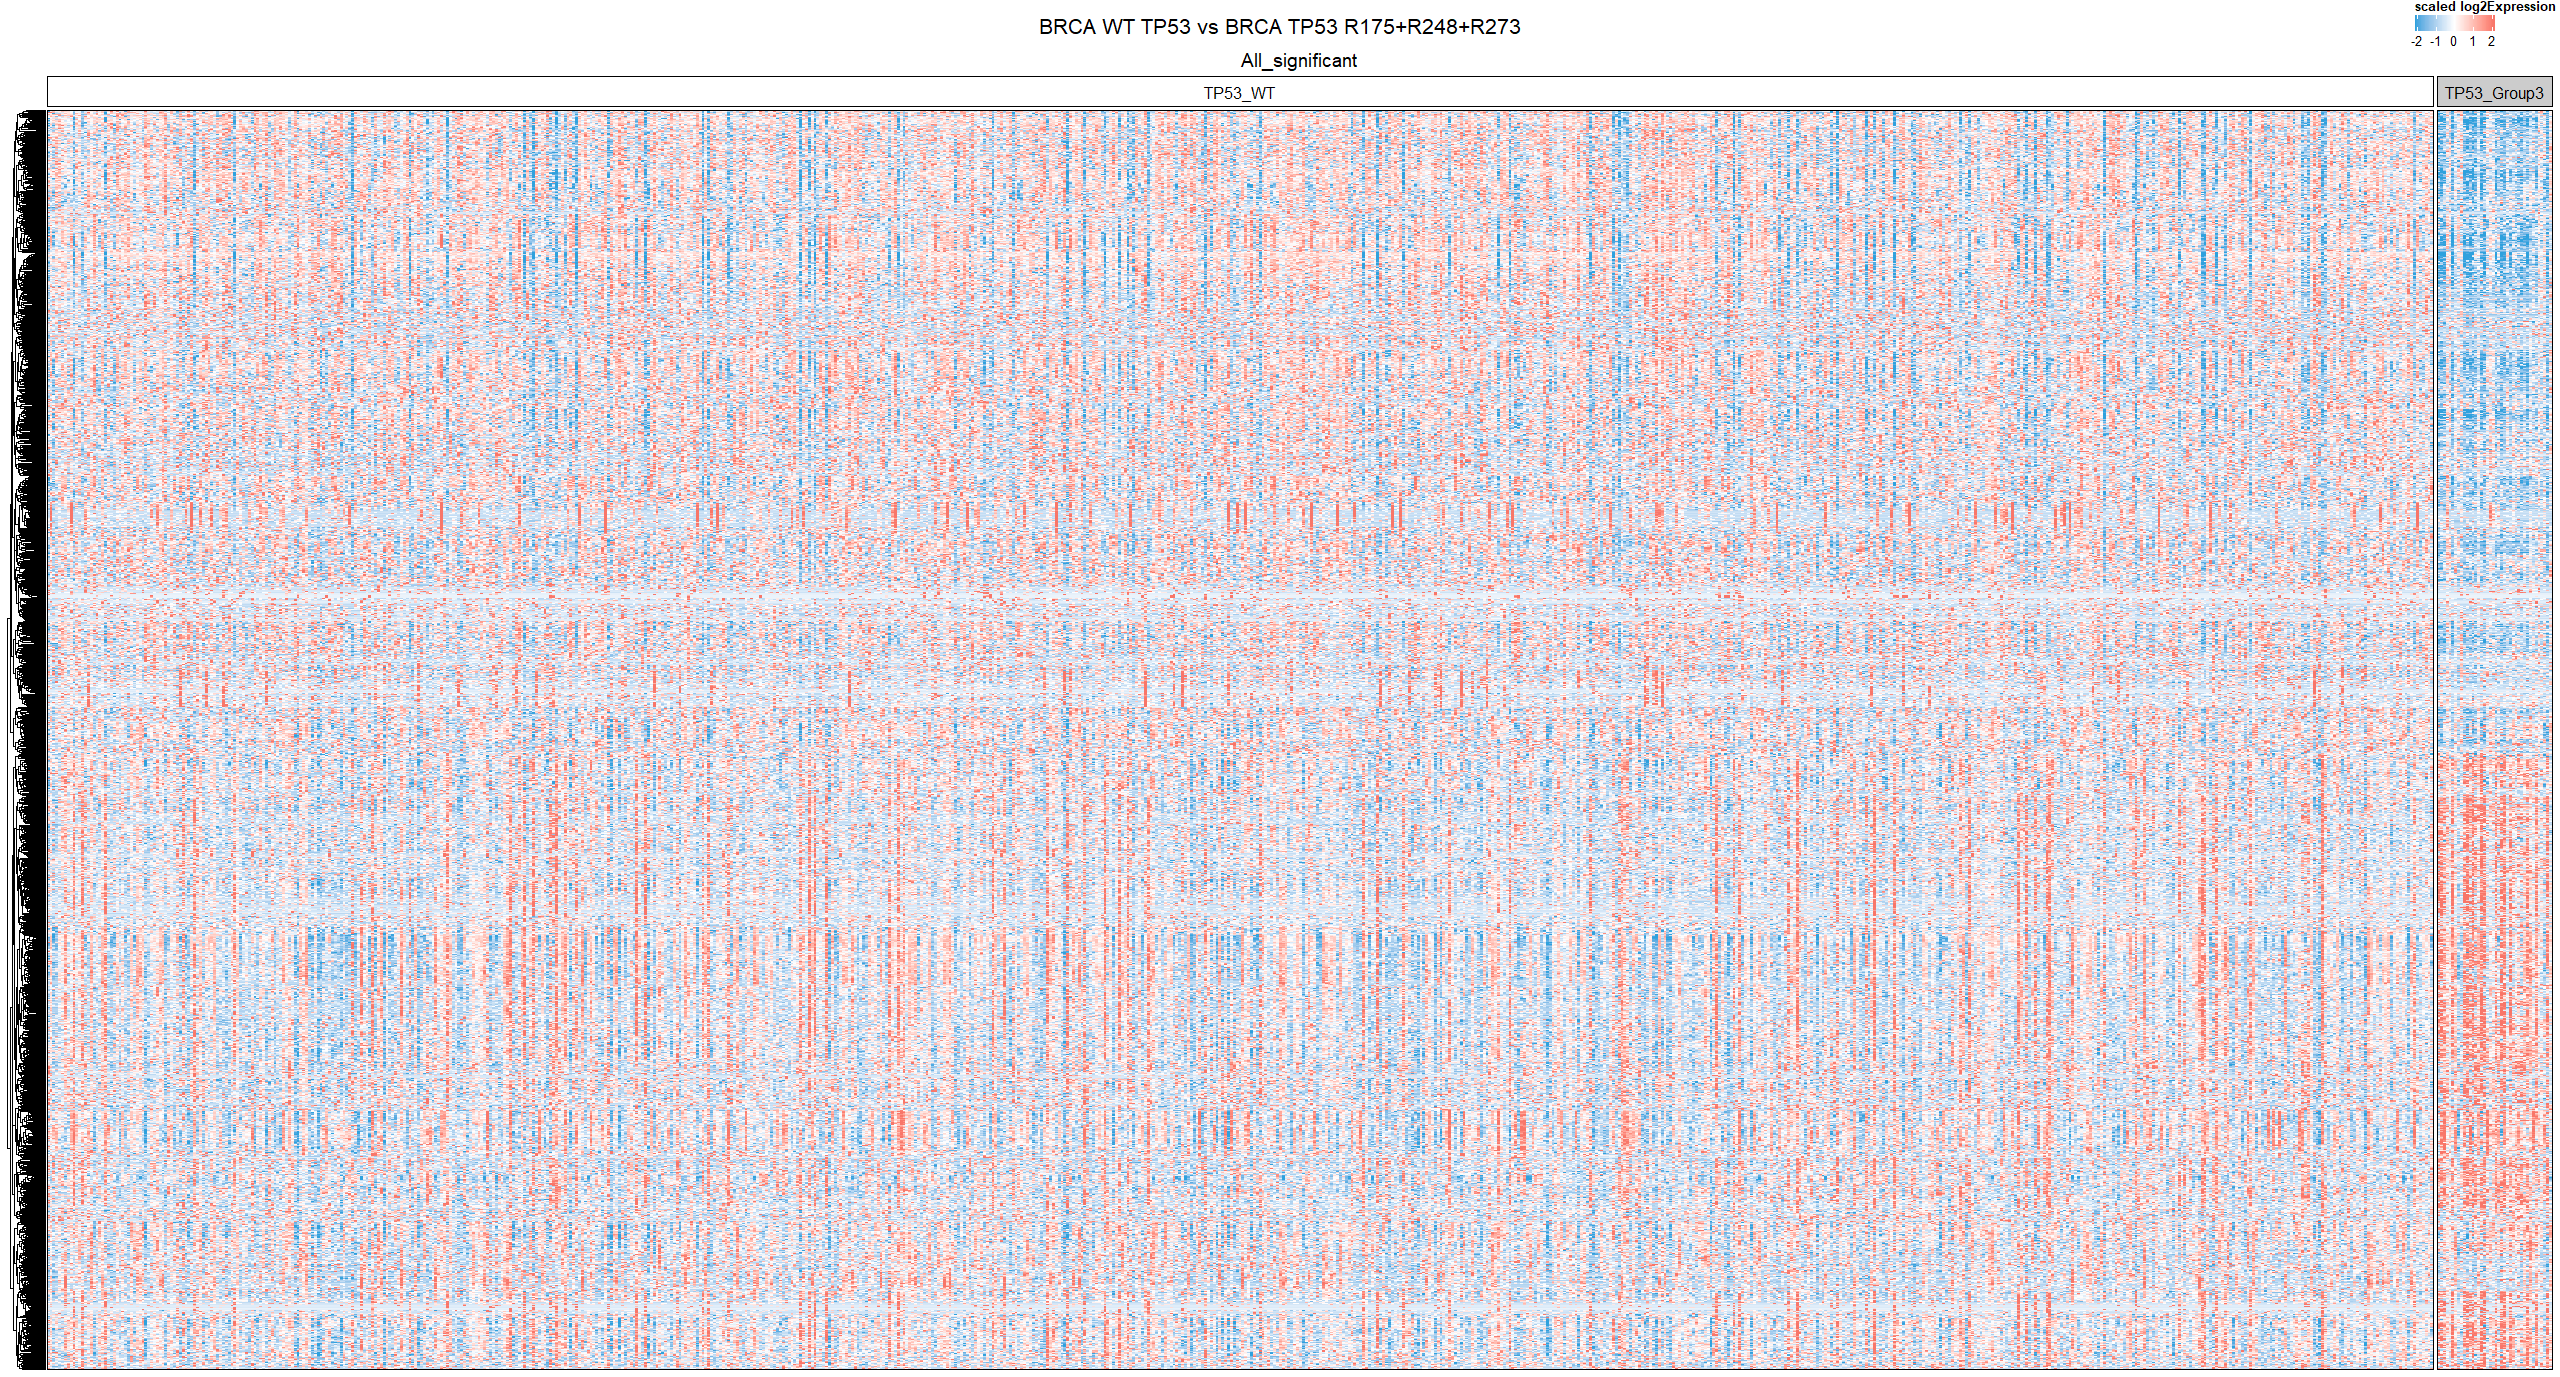 scaled log2Expression
-2 -1 0 1 2
BRCA WT TP53 vs BRCA TP53 R175+R248+R273
All_significant
TP53_WT
TP53_Group3